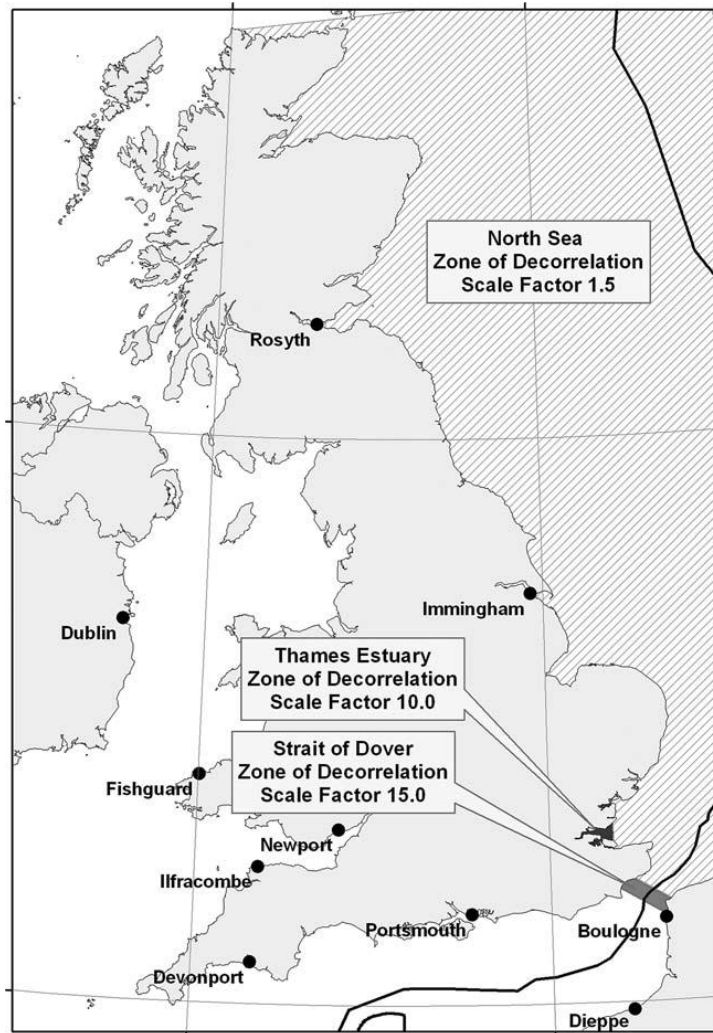 North Sea
Zone of Decorrelation
Scale Factor 1.5
Rosyth
Immingham
Dublin
Thames Estuary
Zone of Decorrelation
Scale Factor 10.0
Strait of Dover
Zone of Decorrelation
Scale Factor 15.0
Fishguard
Newport
Ilfracombe
Portsmouth
Boulogne
Devonport
Dieppe